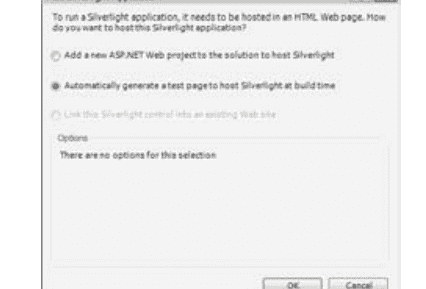 To run a Silverlight application, it needs to be hosted in an HTML Web page. How
do you want to host this Silverlight application?
Add a new ASP.NET Web project to the solution to host Silverlight
Automatically generate a test page to host Silverlight at build time
Link this Silverlight control into an existing Web site
Options
There are no options for this selection
OK
Cancel